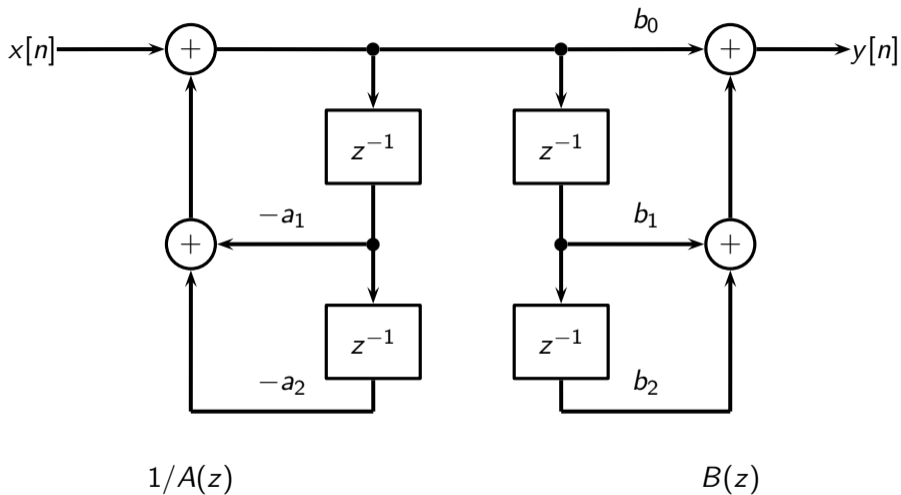 b₀
x[n] + + y[n]
z⁻¹ z⁻¹
−a₁ b₁
+ +
z⁻¹ z⁻¹
−a₂ b₂
1/A(z) B(z)